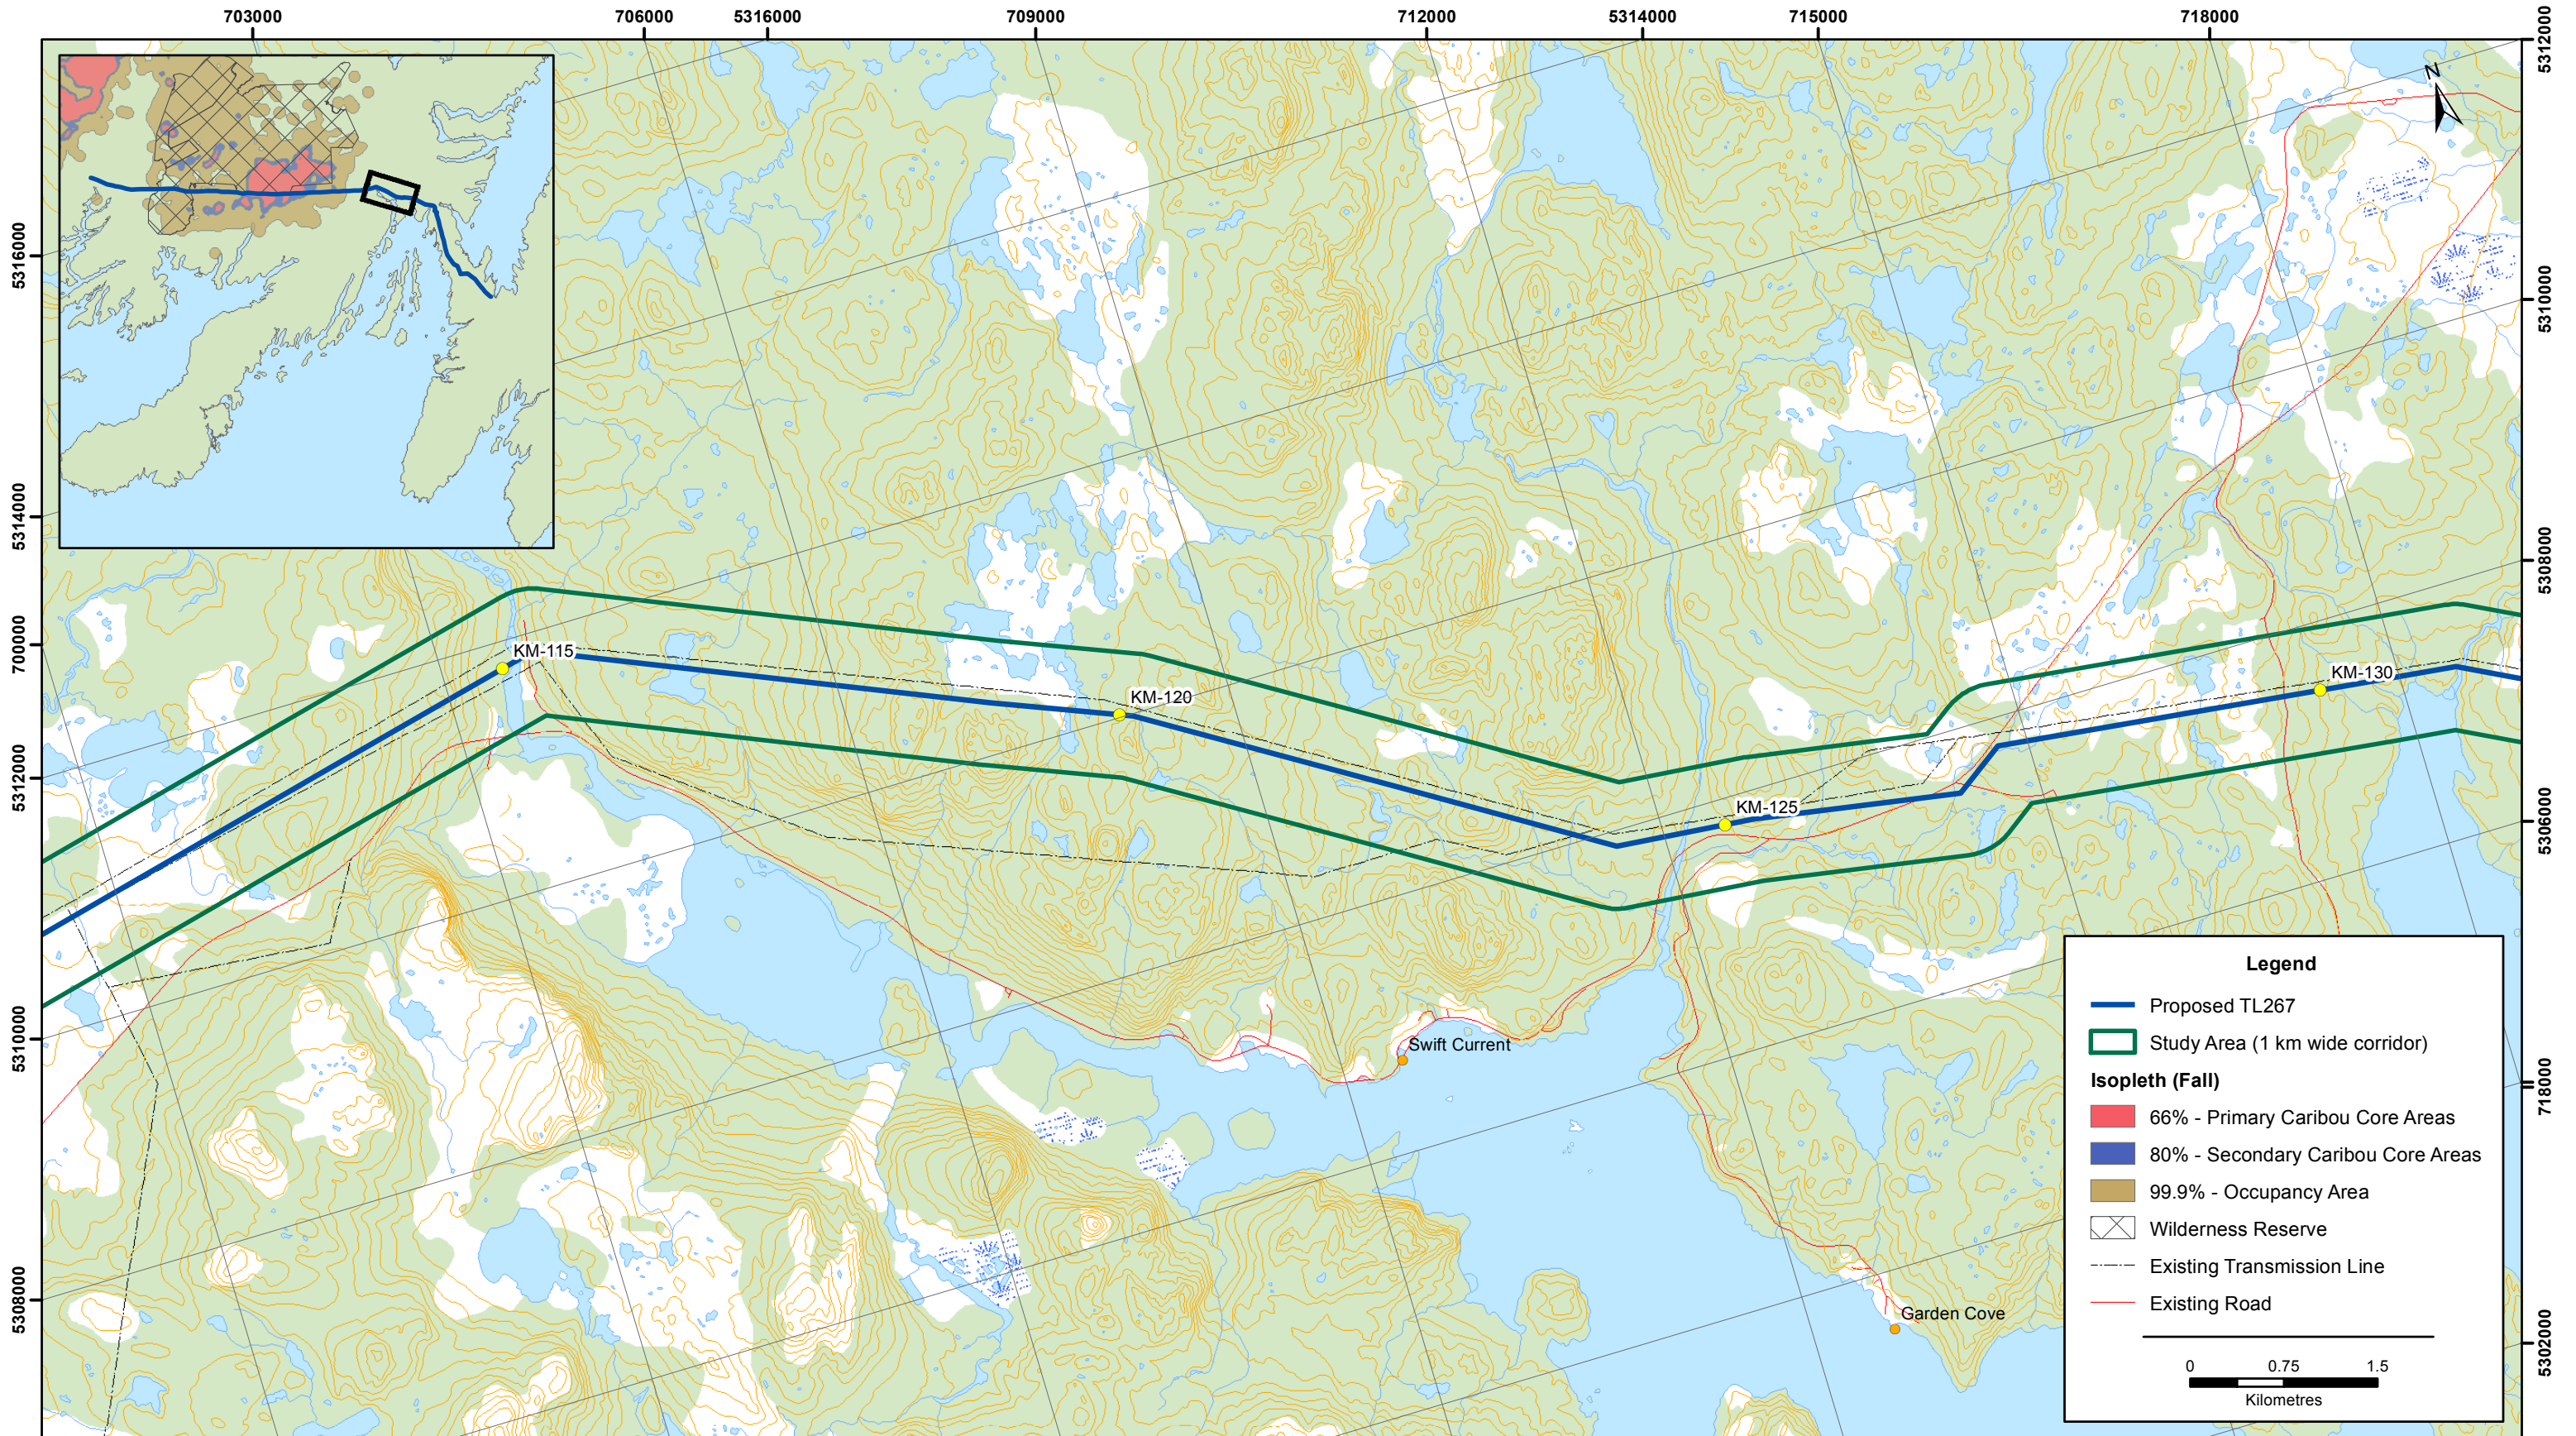 703000
706000
5316000
709000
712000
5314000
715000
718000
5312000
N
5316000
5310000
5314000
5308000
700000
KM-115
KM-120
KM-130
5312000
KM-125
5306000
5310000
Swift Current
718000
5308000
Garden Cove
5302000
Legend
Proposed TL267
Study Area (1 km wide corridor)
Isopleth (Fall)
66% - Primary Caribou Core Areas
80% - Secondary Caribou Core Areas
99.9% - Occupancy Area
Wilderness Reserve
Existing Transmission Line
Existing Road
0 0.75 1.5
Kilometres